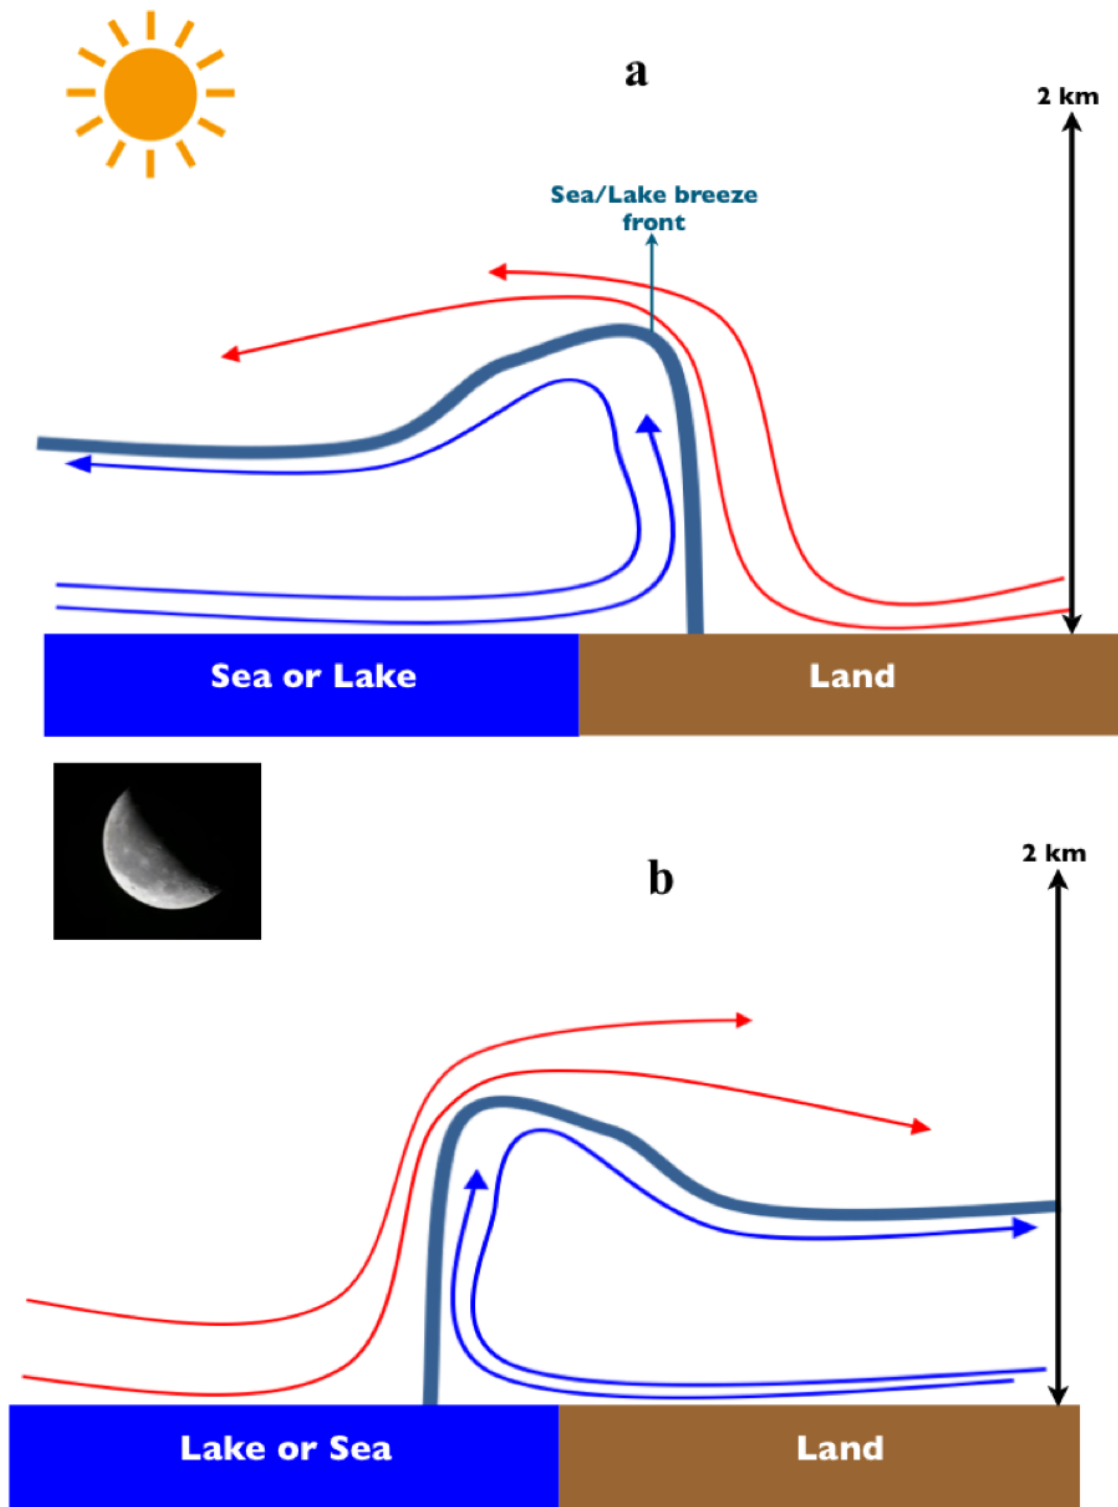 a
2 km
Sea/Lake breeze
front
Sea or Lake
Land
b
2 km
Lake or Sea
Land